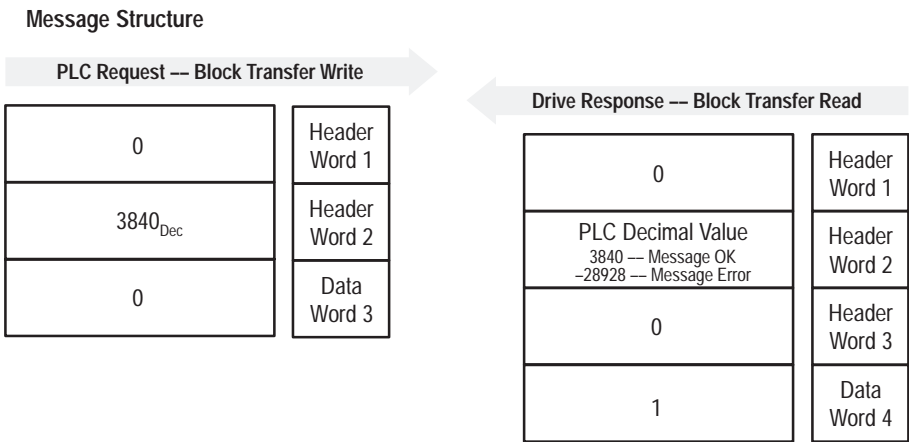 Message Structure
PLC Request –– Block Transfer Write
0
Header
Word 1
3840Dec
Header
Word 2
0
Data
Word 3
Drive Response –– Block Transfer Read
0
Header
Word 1
PLC Decimal Value
3840 –– Message OK
–28928 –– Message Error
Header
Word 2
0
Header
Word 3
1
Data
Word 4